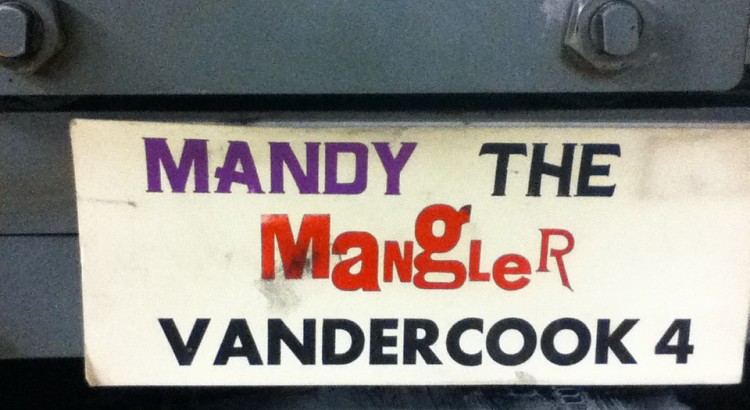 MANDY THE
MangLeR
VANDERCOOK 4